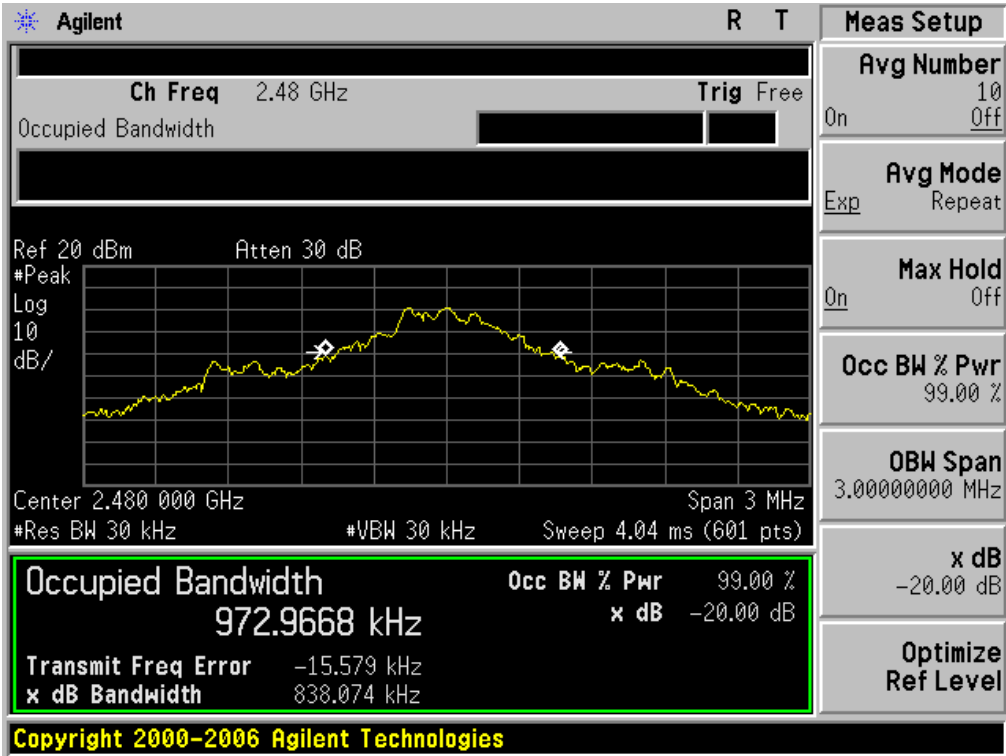 Agilent R T
Ch Freq 2.48 GHz Trig Free
Occupied Bandwidth
Ref 20 dBm Atten 30 dB
#Peak
Log
10
dB/
Center 2.480 000 GHz Span 3 MHz
#Res BW 30 kHz #VBW 30 kHz Sweep 4.04 ms (601 pts)
Occupied Bandwidth Occ BW % Pwr 99.00 %
972.9668 kHz x dB -20.00 dB
Transmit Freq Error -15.579 kHz
x dB Bandwidth 838.074 kHz
Copyright 2000-2006 Agilent Technologies
Meas Setup
Avg Number
10
On Off
Avg Mode
Exp Repeat
Max Hold
On Off
Occ BW % Pwr
99.00 %
OBW Span
3.00000000 MHz
x dB
-20.00 dB
Optimize
Ref Level